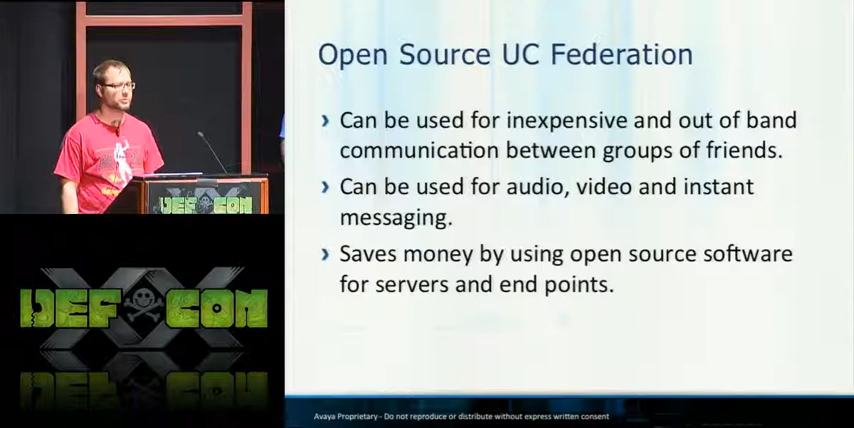 Open Source UC Federation
› Can be used for inexpensive and out of band
communication between groups of friends.
› Can be used for audio, video and instant
messaging.
› Saves money by using open source software
for servers and end points.
Avaya Proprietary - Do not reproduce or distribute without express written consent
DEF CON
XX
DEF CON